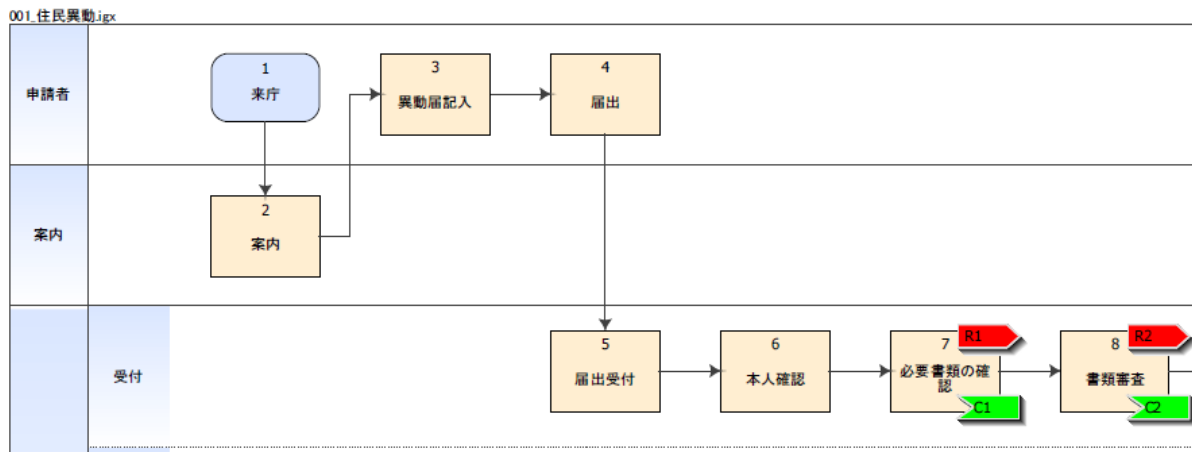 001_住民異動.igx
申請者
1
来庁
3
異動届記入
4
届出
案内
2
案内
受付
5
届出受付
6
本人確認
7
R1
必要書類の確
認
C1
8
R2
書類審査
C2